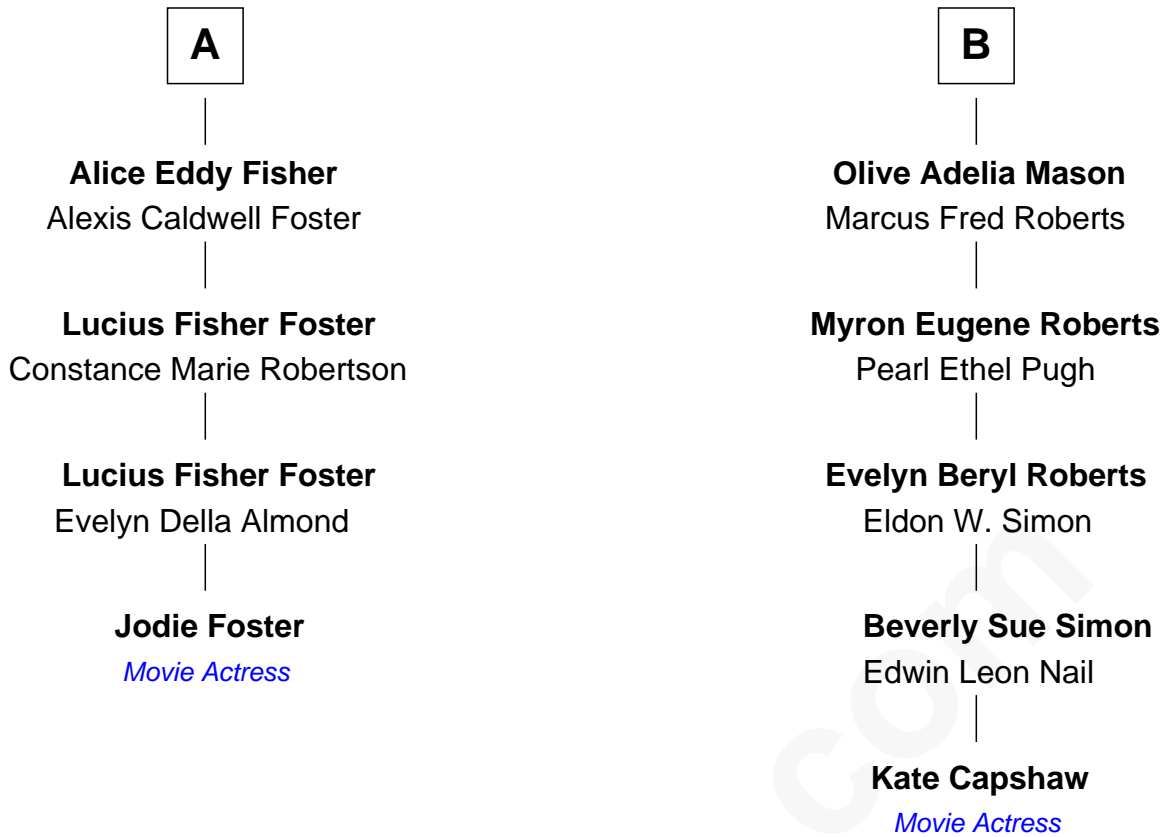 A
Alice Eddy Fisher
Alexis Caldwell Foster
Lucius Fisher Foster
Constance Marie Robertson
Lucius Fisher Foster
Evelyn Della Almond
Jodie Foster
Movie Actress
B
Olive Adelia Mason
Marcus Fred Roberts
Myron Eugene Roberts
Pearl Ethel Pugh
Evelyn Beryl Roberts
Eldon W. Simon
Beverly Sue Simon
Edwin Leon Nail
Kate Capshaw
Movie Actress
com